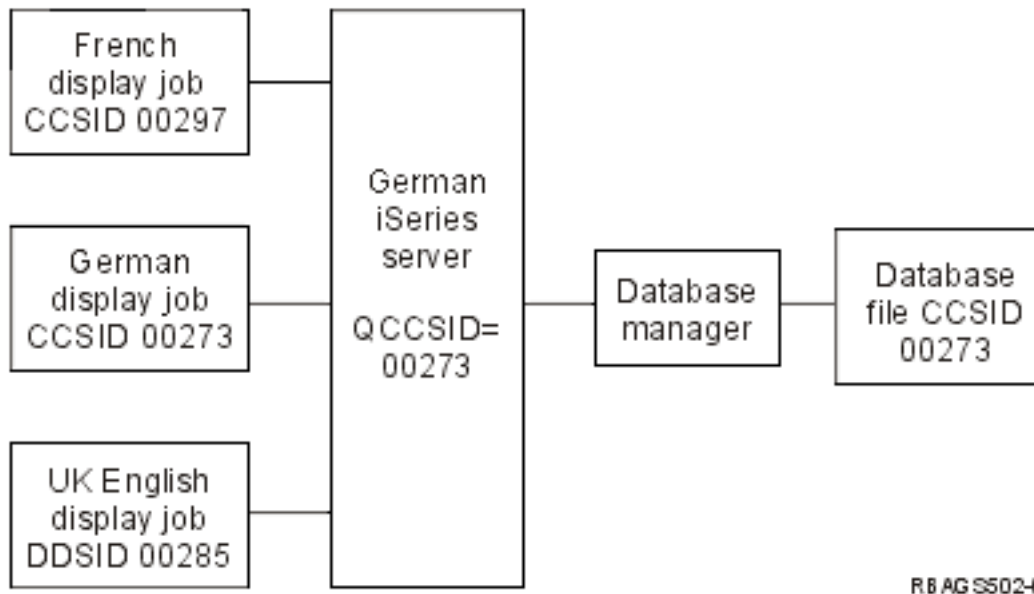 French
display job
CCSID 00297
German
display job
CCSID 00273
UK English
display job
DDSID 00285
German
iSeries
server
QCCSID=
00273
Database
manager
Database
file CCSID
00273